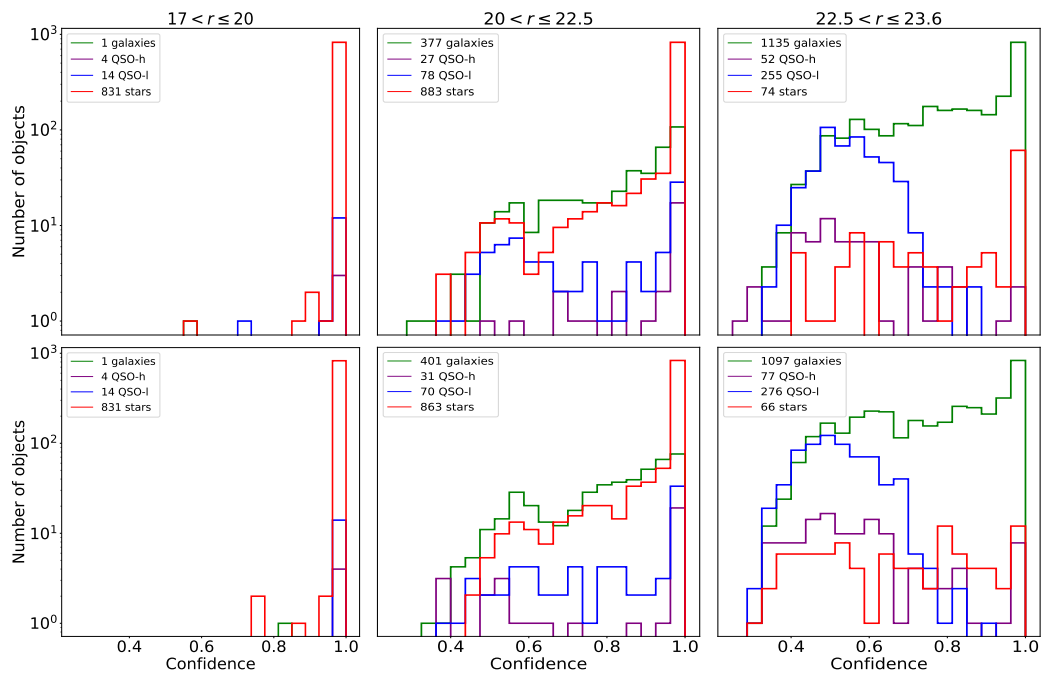 17 < r ≤ 20
20 < r ≤ 22.5
22.5 < r ≤ 23.6
Number of objects
10³
10²
10¹
10⁰
1 galaxies
4 QSO-h
14 QSO-l
831 stars
377 galaxies
27 QSO-h
78 QSO-l
883 stars
1135 galaxies
52 QSO-h
255 QSO-l
74 stars
Number of objects
10³
10²
10¹
10⁰
1 galaxies
4 QSO-h
14 QSO-l
831 stars
401 galaxies
31 QSO-h
70 QSO-l
863 stars
1097 galaxies
77 QSO-h
276 QSO-l
66 stars
0.4 0.6 0.8 1.0
0.4 0.6 0.8 1.0
0.4 0.6 0.8 1.0
Confidence
Confidence
Confidence